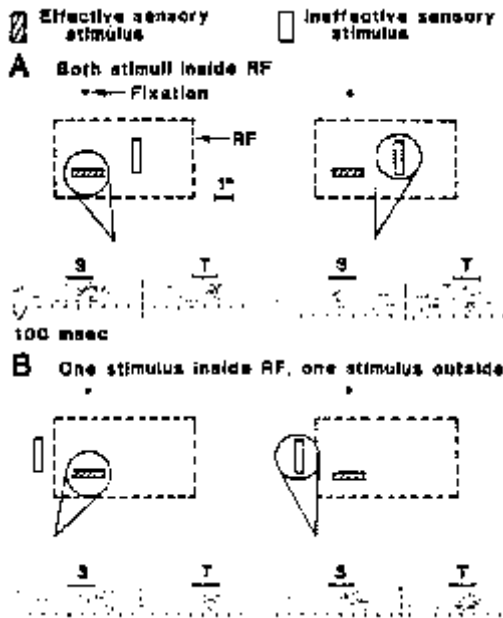 Effective sensory
stimulus
Ineffective sensory
stimulus
A Both stimuli inside RF
Fixation
RF
1°
S T S T
100 msec
B One stimulus inside RF, one stimulus outside
S T S T